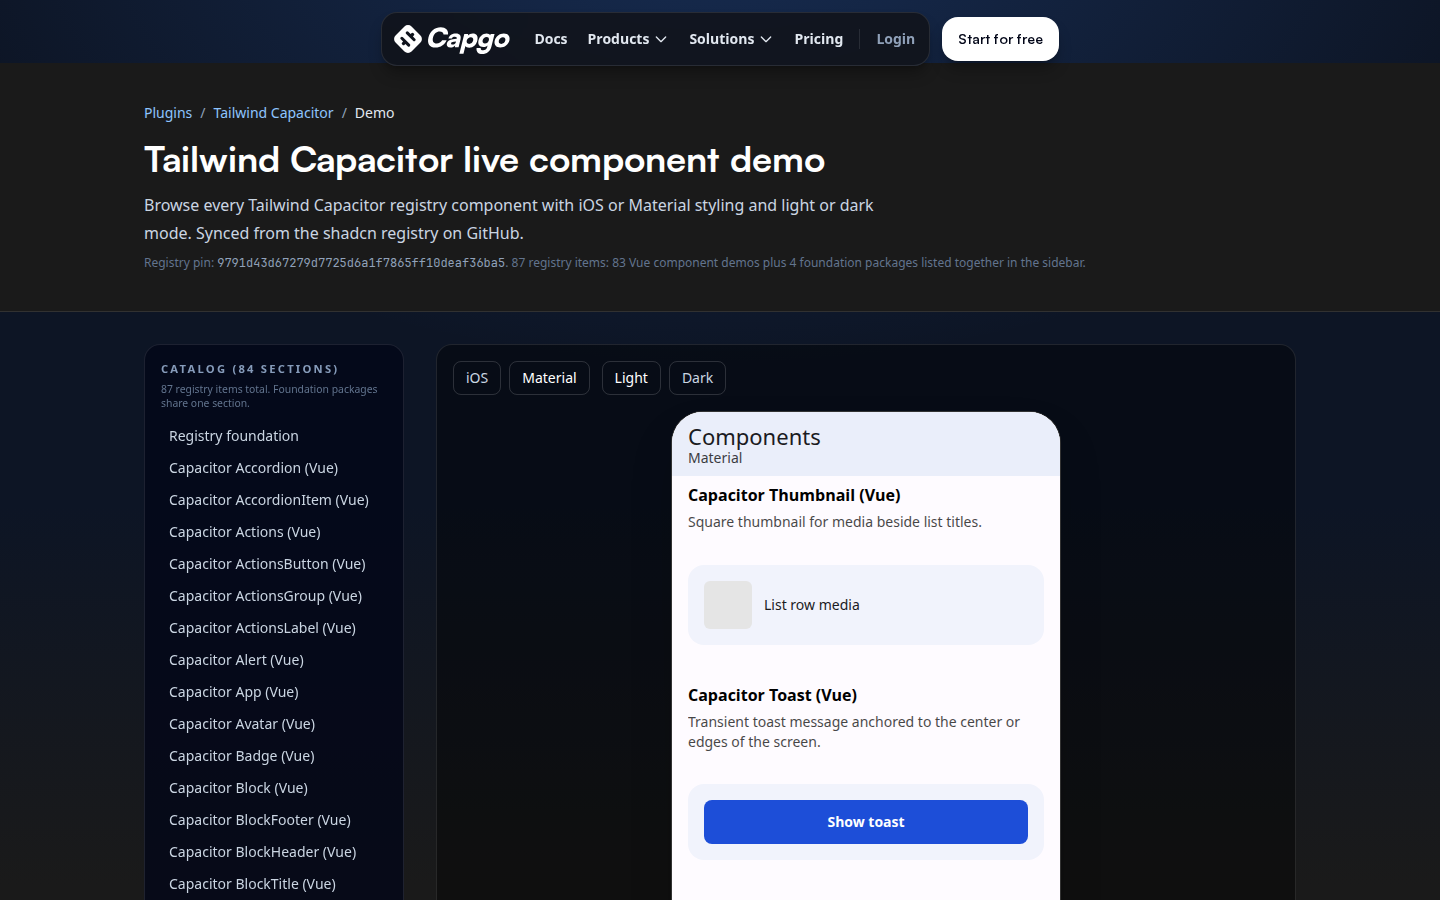 Capgo
Docs
Products
Solutions
Pricing
Login
Start for free
Plugins / Tailwind Capacitor / Demo
Tailwind Capacitor live component demo
Browse every Tailwind Capacitor registry component with iOS or Material styling and light or dark
mode. Synced from the shadcn registry on GitHub.
Registry pin: 9791d43d67279d7725d6a1f7865ff10deaf36ba5. 87 registry items: 83 Vue component demos plus 4 foundation packages listed together in the sidebar.
CATALOG (84 SECTIONS)
87 registry items total. Foundation packages
share one section.
Registry foundation
Capacitor Accordion (Vue)
Capacitor AccordionItem (Vue)
Capacitor Actions (Vue)
Capacitor ActionsButton (Vue)
Capacitor ActionsGroup (Vue)
Capacitor ActionsLabel (Vue)
Capacitor Alert (Vue)
Capacitor App (Vue)
Capacitor Avatar (Vue)
Capacitor Badge (Vue)
Capacitor Block (Vue)
Capacitor BlockFooter (Vue)
Capacitor BlockHeader (Vue)
Capacitor BlockTitle (Vue)
iOS
Material
Light
Dark
Components
Material
Capacitor Thumbnail (Vue)
Square thumbnail for media beside list titles.
List row media
Capacitor Toast (Vue)
Transient toast message anchored to the center or
edges of the screen.
Show toast